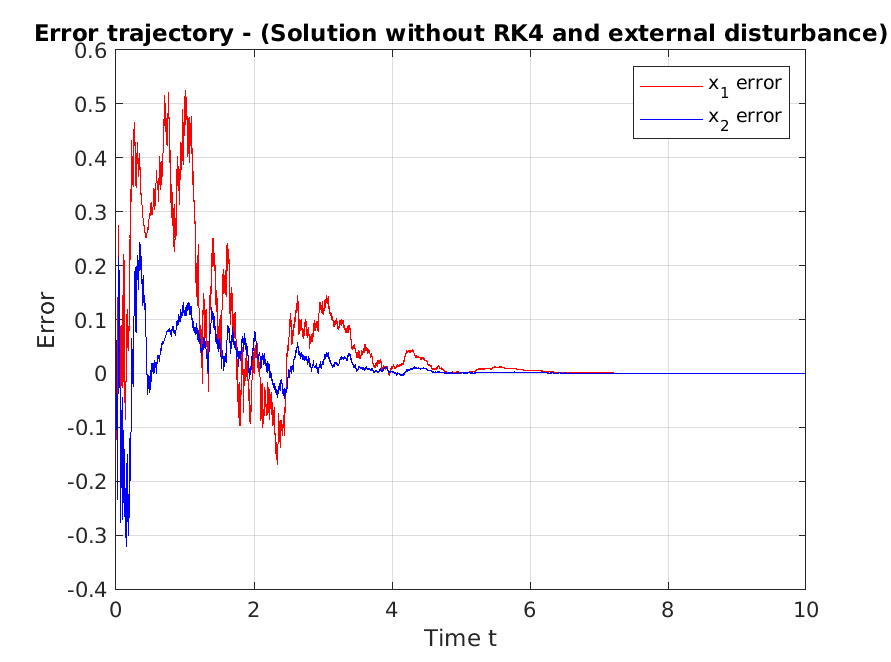 Error trajectory - (Solution without RK4 and external disturbance)
0.6
0.5
0.4
0.3
0.2
0.1
0
-0.1
-0.2
-0.3
-0.4
Error
x_1 error
x_2 error
0 2 4 6 8 10
Time t